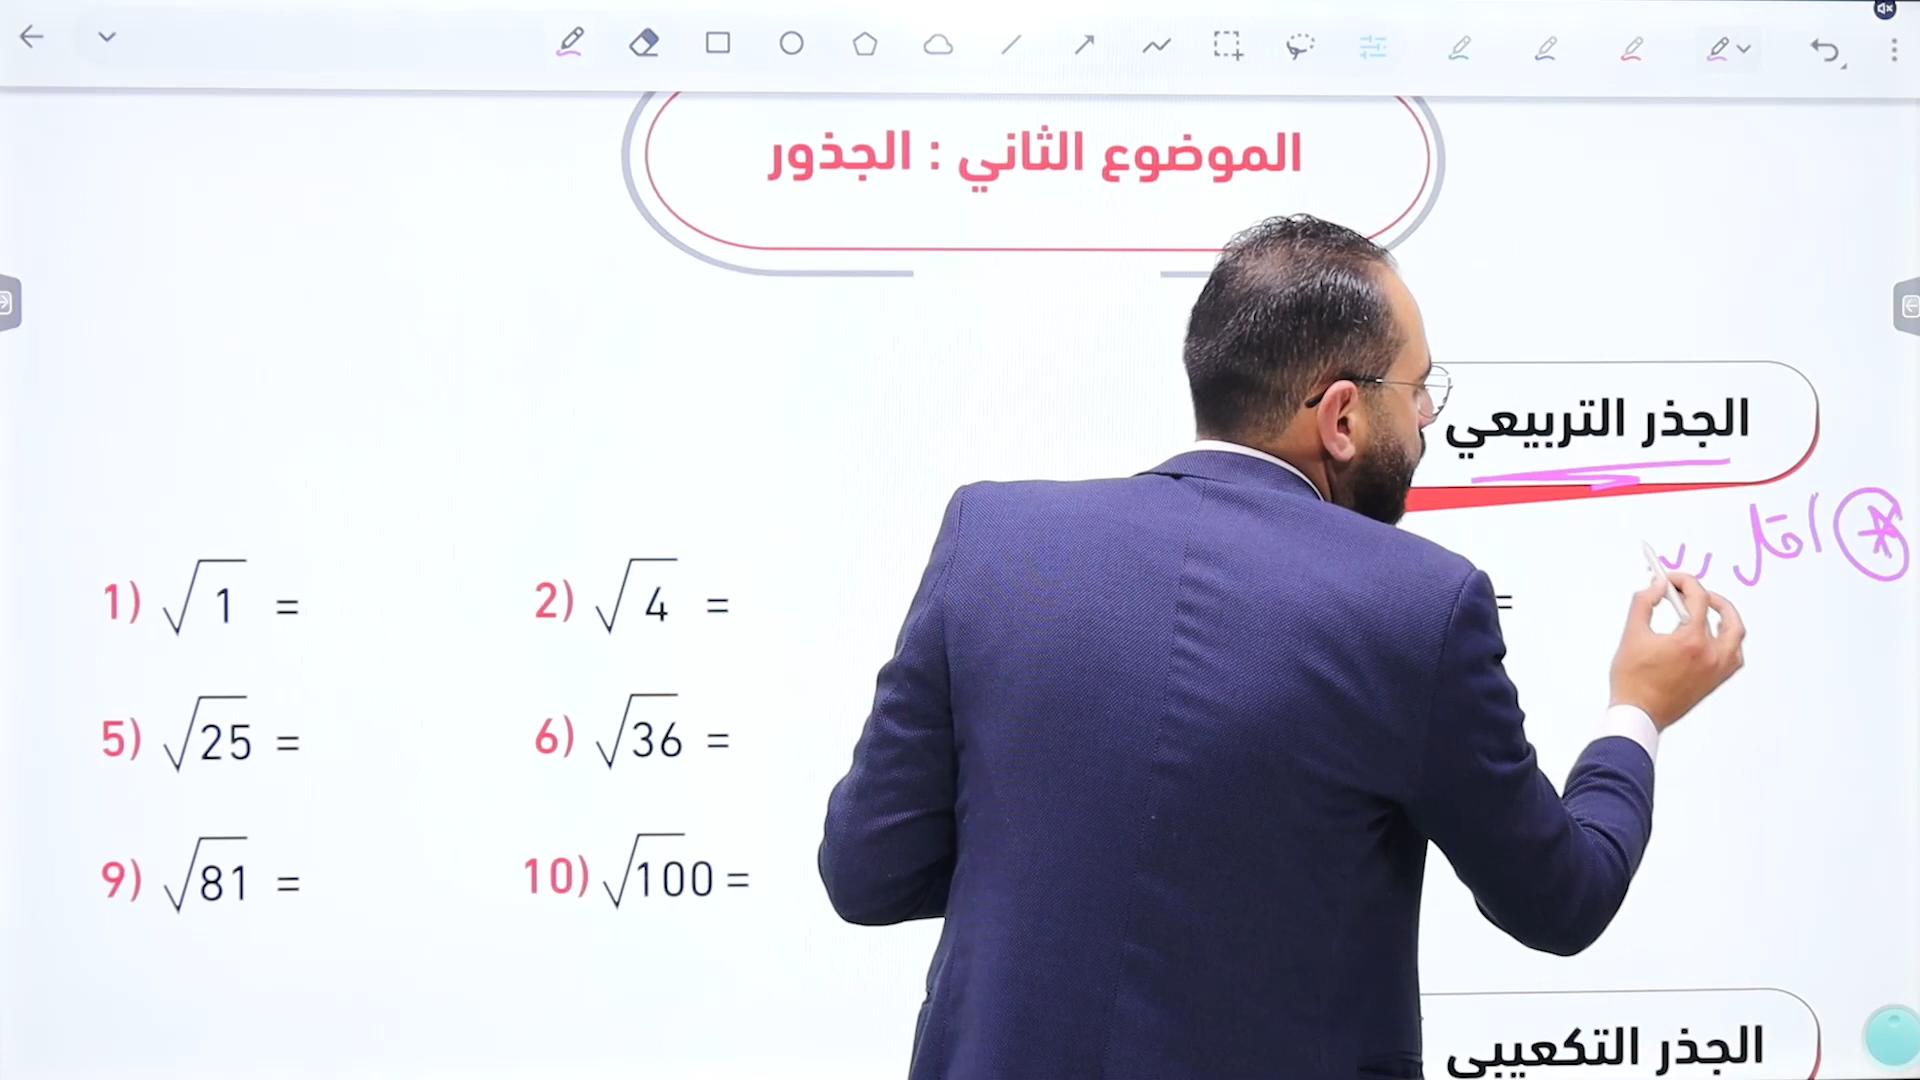 الموضوع الثاني : الجذور
الجذر التربيعي
1) √1 =
2) √4 =
=
5) √25 =
6) √36 =
9) √81 =
10) √100 =
الجذر التكعيبي